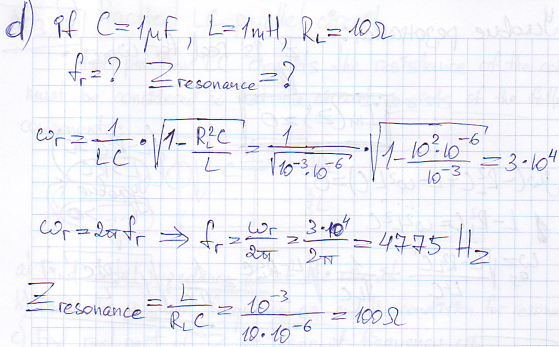 d) If C = 1μF, L = 1mH, R_L = 10Ω
f_r = ? Z_resonance = ?
ω_r = 1/(LC) · √(1 - R_L²C/L) = 1/√(10⁻³·10⁻⁶) · √(1 - 10²·10⁻⁶/10⁻³) = 3·10⁴
ω_r = 2πf_r ⇒ f_r = ω_r/2π = 3·10⁴/2π = 4775 Hz
Z_resonance = L/(R_L C) = 10⁻³/(10·10⁻⁶) = 100Ω